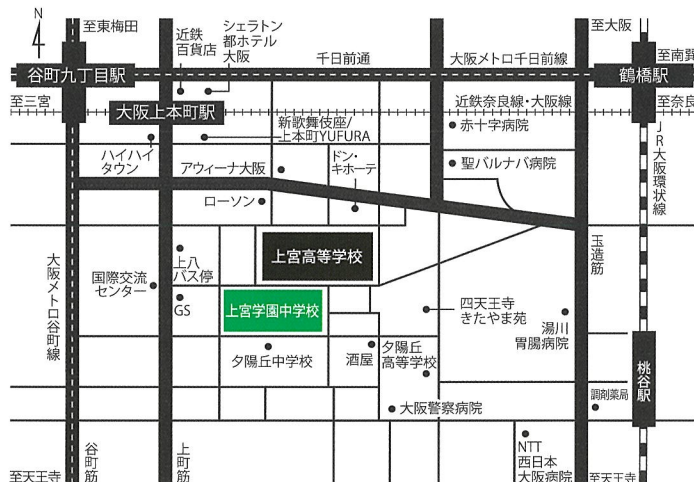 N
至東梅田
近鉄
百貨店
シェラトン
都ホテル
大阪
千日前通
大阪メトロ千日前線
至大阪
至南巽
谷町九丁目駅
鶴橋駅
至三宮
大阪上本町駅
近鉄奈良線・大阪線
至奈良
新歌舞伎座/
上本町YUFURA
赤十字病院
ハイハイ
タウン
アウィーナ大阪
ドン・
キホーテ
聖バルナバ病院
JR大阪環状線
ローソン
上宮高等学校
玉造筋
大阪メトロ谷町線
国際交流
センター
上八
バス停
GS
上宮学園中学校
四天王寺
きたやま苑
湯川
胃腸病院
夕陽丘中学校
酒屋
夕陽丘
高等学校
桃谷駅
調剤薬局
大阪警察病院
NTT
西日本
大阪病院
至天王寺
谷町筋
上町筋
至天王寺